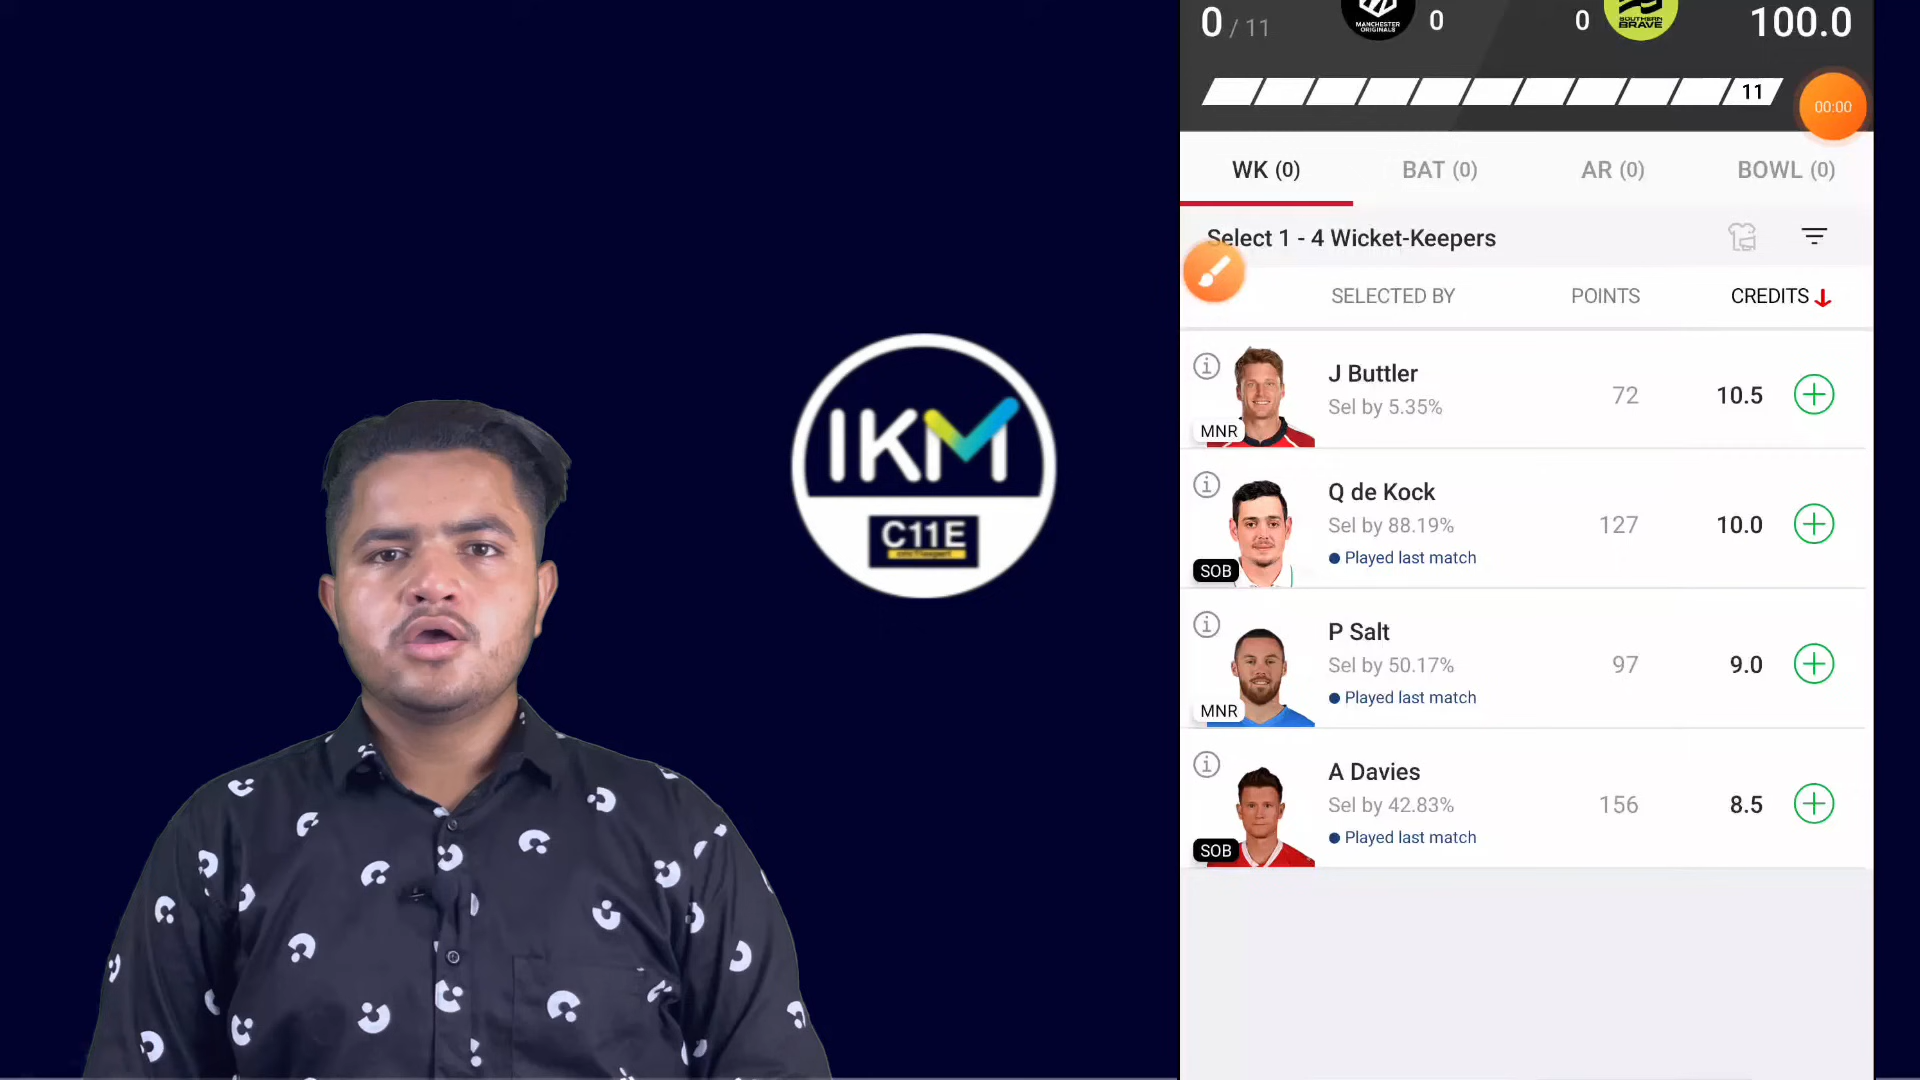 0 / 11
MANCHESTER
ORIGINALS
0
0
SOUTHERN
BRAVE
100.0
11
00:00
WK (0)
BAT (0)
AR (0)
BOWL (0)
Select 1 - 4 Wicket-Keepers
SELECTED BY
POINTS
CREDITS
J Buttler
Sel by 5.35%
72
10.5
MNR
Q de Kock
Sel by 88.19%
127
10.0
Played last match
SOB
P Salt
Sel by 50.17%
97
9.0
Played last match
MNR
A Davies
Sel by 42.83%
156
8.5
Played last match
SOB
IKM
C11E